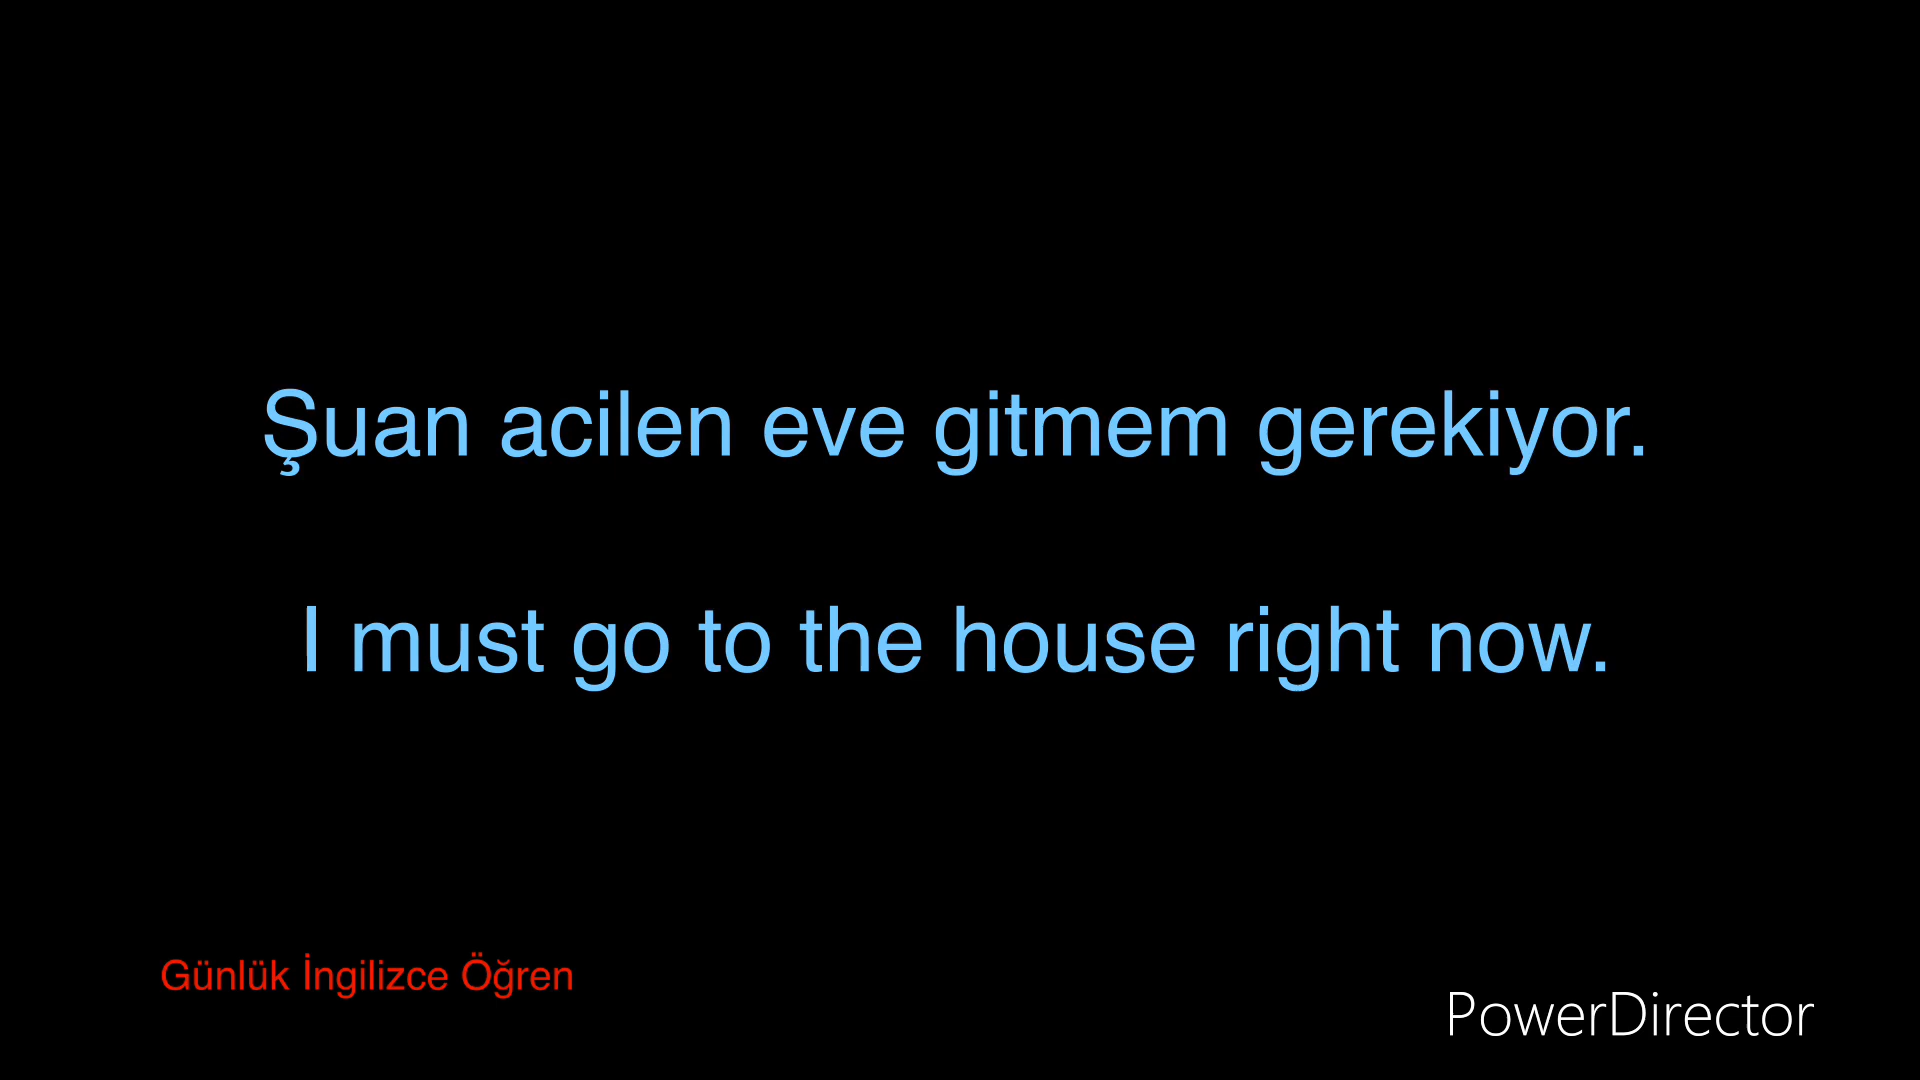 Şuan acilen eve gitmem gerekiyor.
I must go to the house right now.
Günlük İngilizce Öğren
PowerDirector